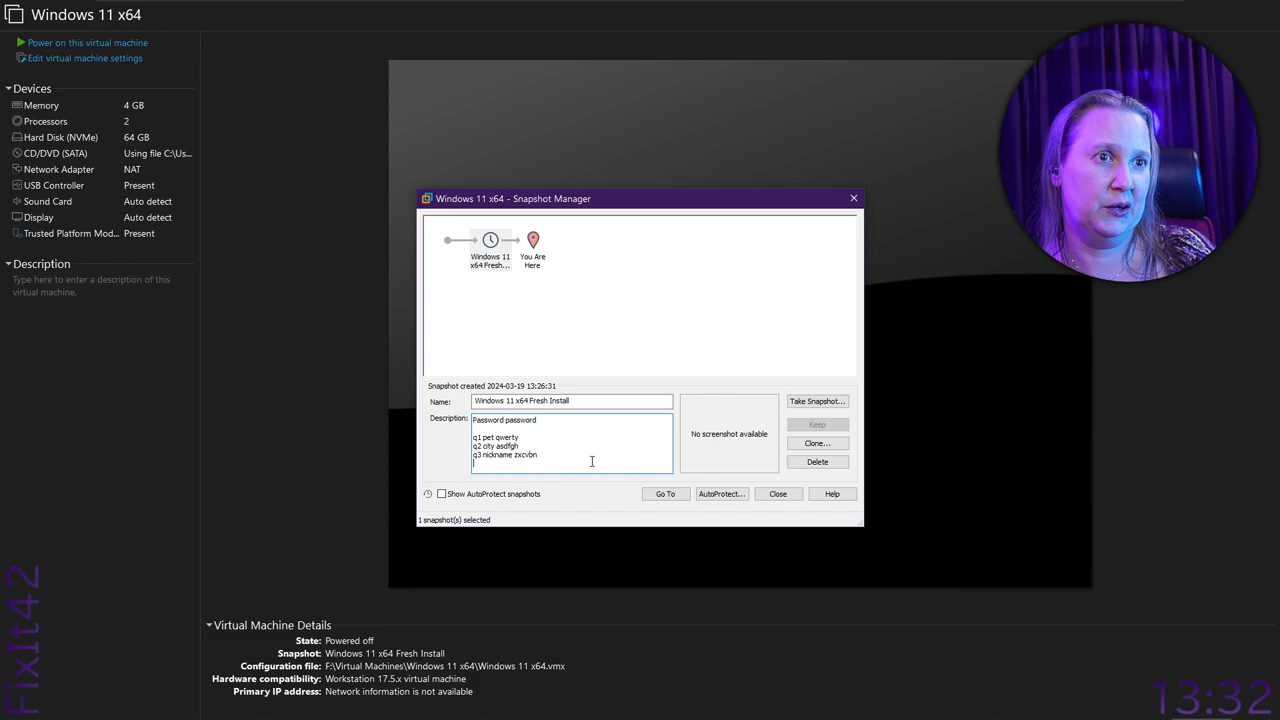 Windows 11 x64
Power on this virtual machine
Edit virtual machine settings
Devices
Memory 4 GB
Processors 2
Hard Disk (NVMe) 64 GB
CD/DVD (SATA) Using file C:\Us...
Network Adapter NAT
USB Controller Present
Sound Card Auto detect
Display Auto detect
Trusted Platform Mod... Present
Description
Type here to enter a description of this
virtual machine.
Windows 11 x64 - Snapshot Manager
Windows 11
x64 Fresh...
You Are
Here
Snapshot created 2024-03-19 13:26:31
Name: Windows 11 x64 Fresh Install
Description: Password password
q1 pet qwerty
q2 city asdfgh
q3 nickname zxcvbn
No screenshot available
Take Snapshot...
Keep
Clone...
Delete
Show AutoProtect snapshots
Go To
AutoProtect...
Close
Help
1 snapshot(s) selected
Virtual Machine Details
State: Powered off
Snapshot: Windows 11 x64 Fresh Install
Configuration file: F:\Virtual Machines\Windows 11 x64\Windows 11 x64.vmx
Hardware compatibility: Workstation 17.5.x virtual machine
Primary IP address: Network information is not available
FixIt42
13:32